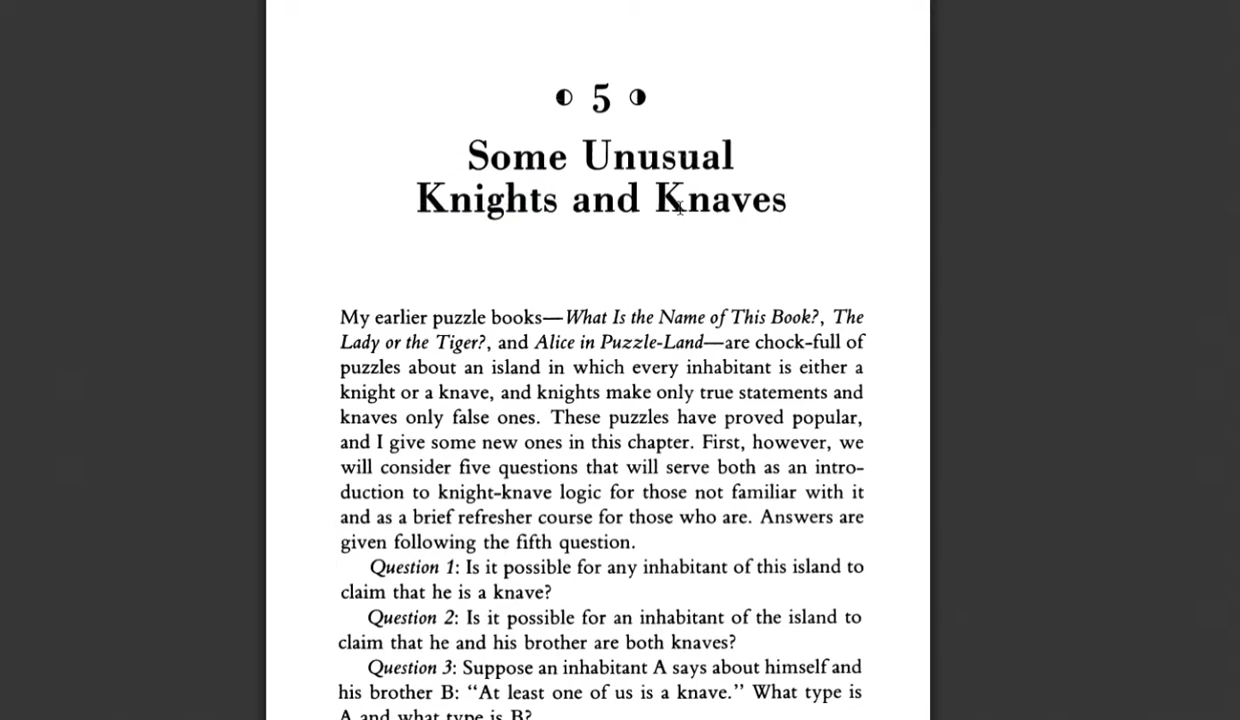 5
Some Unusual
Knights and Knaves
My earlier puzzle books—What Is the Name of This Book?, The
Lady or the Tiger?, and Alice in Puzzle-Land—are chock-full of
puzzles about an island in which every inhabitant is either a
knight or a knave, and knights make only true statements and
knaves only false ones. These puzzles have proved popular,
and I give some new ones in this chapter. First, however, we
will consider five questions that will serve both as an intro-
duction to knight-knave logic for those not familiar with it
and as a brief refresher course for those who are. Answers are
given following the fifth question.
Question 1: Is it possible for any inhabitant of this island to
claim that he is a knave?
Question 2: Is it possible for an inhabitant of the island to
claim that he and his brother are both knaves?
Question 3: Suppose an inhabitant A says about himself and
his brother B: “At least one of us is a knave.” What type is
A and what type is B?